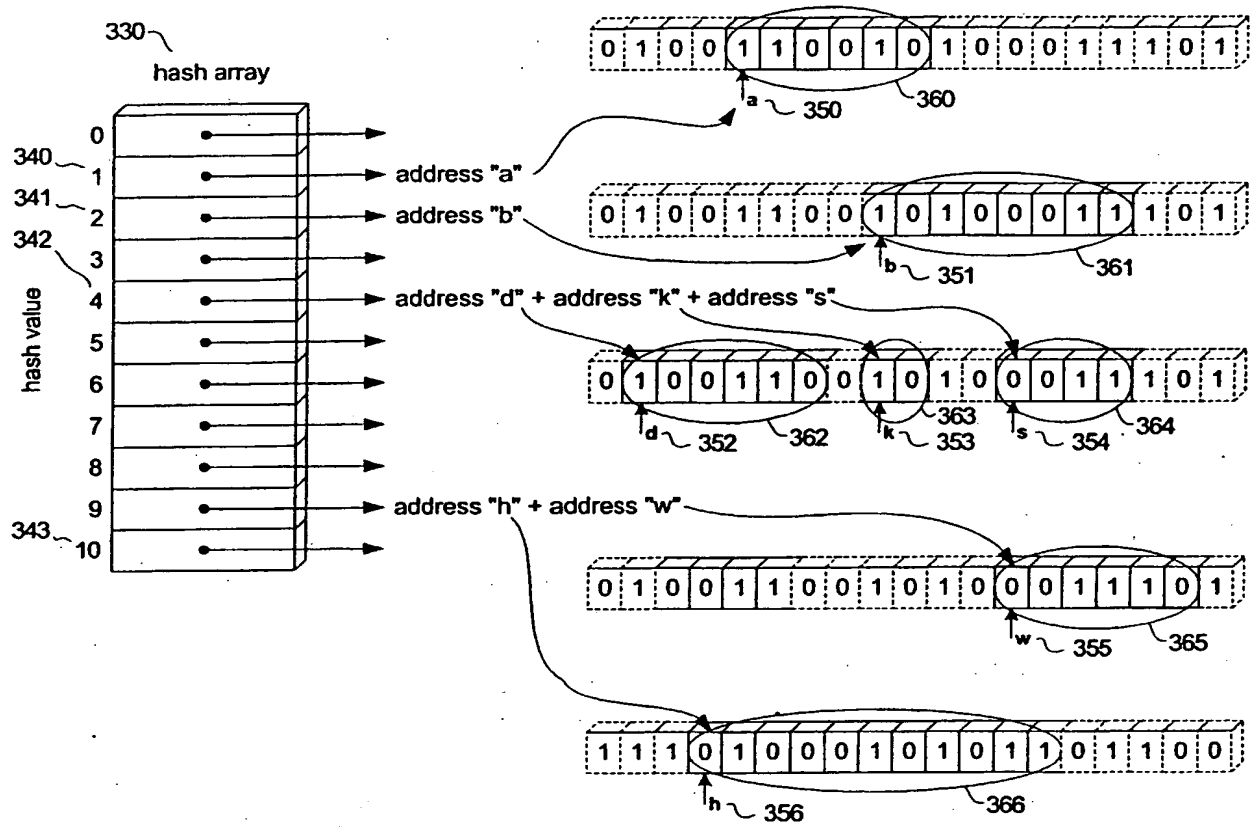 330
hash array
0 1 0 0 1 1 0 0 1 0 1 0 0 0 1 1 1 0 1
a 350 360
0
340 1 address "a"
341 2 address "b"
0 1 0 0 1 1 0 0 1 0 1 0 0 0 1 1 1 0 1
b 351 361
342 3
4 address "d" + address "k" + address "s"
hash value
5
6
7
8
0 1 0 0 1 1 0 0 1 0 1 0 0 0 1 1 1 0 1
363
d 352 362 k 353 s 354 364
9 address "h" + address "w"
343 10
0 1 0 0 1 1 0 0 1 0 1 0 0 0 1 1 1 0 1
w 355 365
1 1 1 0 1 0 0 0 1 0 1 0 1 1 0 1 1 0 0
h 356 366